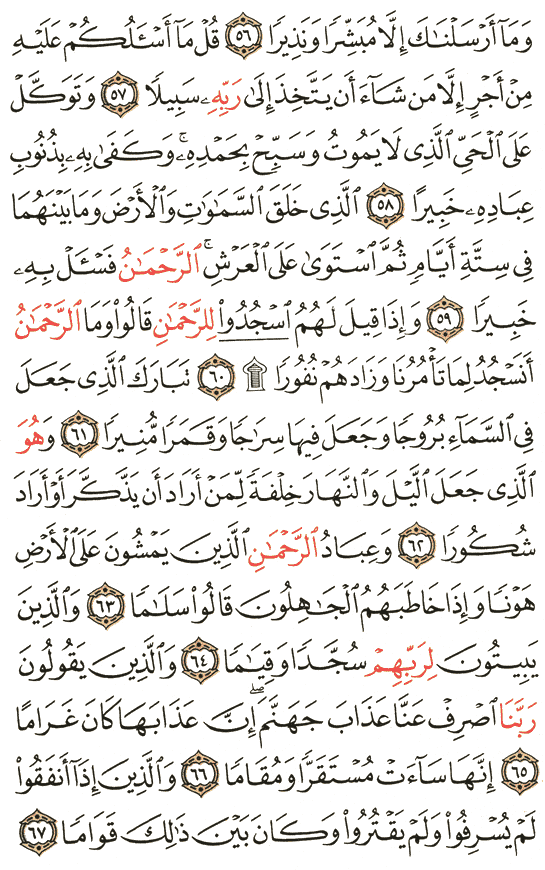 وَمَآ أَرۡسَلۡنَٰكَ إِلَّا مُبَشِّرٗا وَنَذِيرٗا ٥٦ قُلۡ مَآ أَسۡـَٔلُكُمۡ عَلَيۡهِ
مِنۡ أَجۡرٍ إِلَّا مَن شَآءَ أَن يَتَّخِذَ إِلَىٰ رَبِّهِۦ سَبِيلٗا ٥٧ وَتَوَكَّلۡ
عَلَى ٱلۡحَيِّ ٱلَّذِي لَا يَمُوتُ وَسَبِّحۡ بِحَمۡدِهِۦۚ وَكَفَىٰ بِهِۦ بِذُنُوبِ
عِبَادِهِۦ خَبِيرًا ٥٨ ٱلَّذِي خَلَقَ ٱلسَّمَٰوَٰتِ وَٱلۡأَرۡضَ وَمَا بَيۡنَهُمَا
فِي سِتَّةِ أَيَّامٖ ثُمَّ ٱسۡتَوَىٰ عَلَى ٱلۡعَرۡشِۚ ٱلرَّحۡمَٰنُ فَسۡـَٔلۡ بِهِۦ
خَبِيرٗا ٥٩ وَإِذَا قِيلَ لَهُمُ ٱسۡجُدُواْ لِلرَّحۡمَٰنِ قَالُواْ وَمَا ٱلرَّحۡمَٰنُ
أَنَسۡجُدُ لِمَا تَأۡمُرُنَا وَزَادَهُمۡ نُفُورٗا ۩ ٦٠ تَبَارَكَ ٱلَّذِي جَعَلَ
فِي ٱلسَّمَآءِ بُرُوجٗا وَجَعَلَ فِيهَا سِرَٰجٗا وَقَمَرٗا مُّنِيرٗا ٦١ وَهُوَ
ٱلَّذِي جَعَلَ ٱلَّيۡلَ وَٱلنَّهَارَ خِلۡفَةٗ لِّمَنۡ أَرَادَ أَن يَذَّكَّرَ أَوۡ أَرَادَ
شُكُورٗا ٦٢ وَعِبَادُ ٱلرَّحۡمَٰنِ ٱلَّذِينَ يَمۡشُونَ عَلَى ٱلۡأَرۡضِ
هَوۡنٗا وَإِذَا خَاطَبَهُمُ ٱلۡجَٰهِلُونَ قَالُواْ سَلَٰمٗا ٦٣ وَٱلَّذِينَ
يَبِيتُونَ لِرَبِّهِمۡ سُجَّدٗا وَقِيَٰمٗا ٦٤ وَٱلَّذِينَ يَقُولُونَ
رَبَّنَا ٱصۡرِفۡ عَنَّا عَذَابَ جَهَنَّمَۖ إِنَّ عَذَابَهَا كَانَ غَرَامًا
٦٥ إِنَّهَا سَآءَتۡ مُسۡتَقَرّٗا وَمُقَامٗا ٦٦ وَٱلَّذِينَ إِذَآ أَنفَقُواْ
لَمۡ يُسۡرِفُواْ وَلَمۡ يَقۡتُرُواْ وَكَانَ بَيۡنَ ذَٰلِكَ قَوَامٗا ٦٧